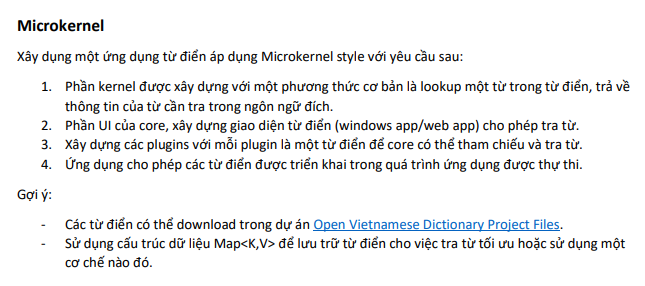 Microkernel
Xây dựng một ứng dụng từ điển áp dụng Microkernel style với yêu cầu sau:
1. Phần kernel được xây dựng với một phương thức cơ bản là lookup một từ trong từ điển, trả về
thông tin của từ cần tra trong ngôn ngữ đích.
2. Phần UI của core, xây dựng giao diện từ điển (windows app/web app) cho phép tra từ.
3. Xây dựng các plugins với mỗi plugin là một từ điển để core có thể tham chiếu và tra từ.
4. Ứng dụng cho phép các từ điển được triển khai trong quá trình ứng dụng được thự thi.
Gợi ý:
- Các từ điển có thể download trong dự án Open Vietnamese Dictionary Project Files.
- Sử dụng cấu trúc dữ liệu Map<K,V> để lưu trữ từ điển cho việc tra từ tối ưu hoặc sử dụng một
cơ chế nào đó.